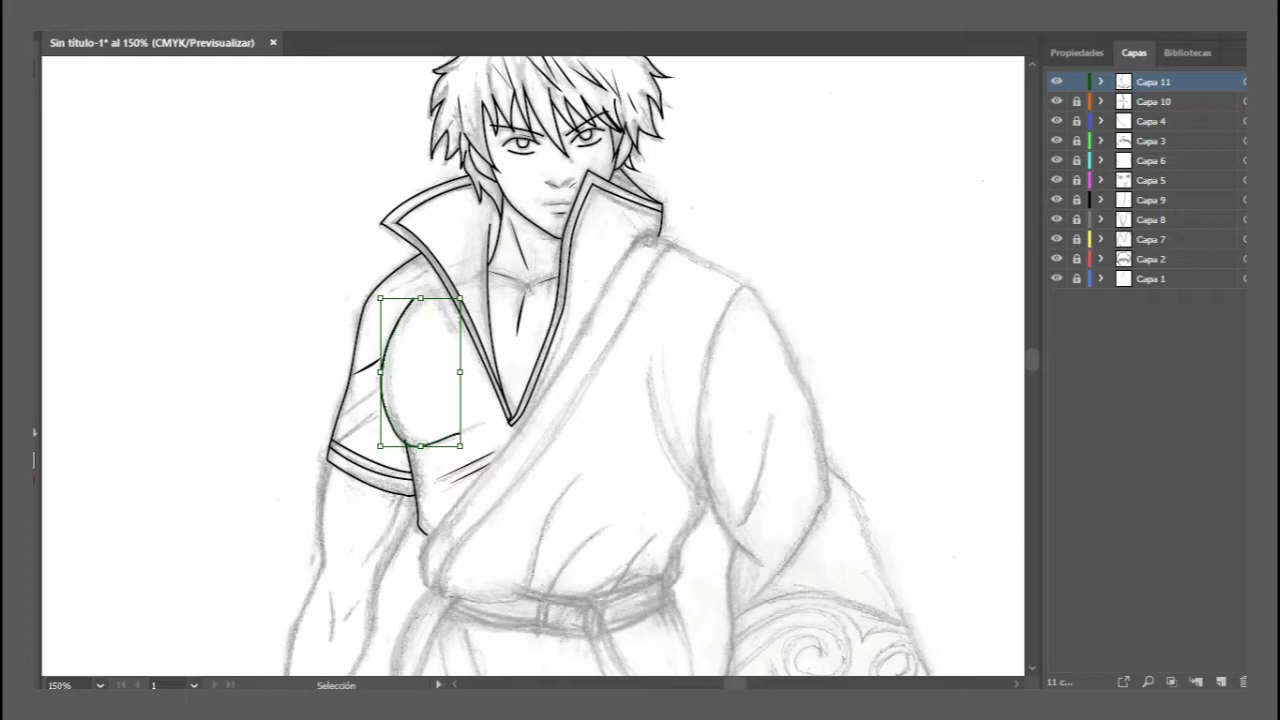 Sin título-1* al 150% (CMYK/Previsualizar) ×
Propiedades Capas Bibliotecas
Capa 11
Capa 10
Capa 4
Capa 3
Capa 6
Capa 5
Capa 9
Capa 8
Capa 7
Capa 2
Capa 1
11 c...
150% 1 Selección